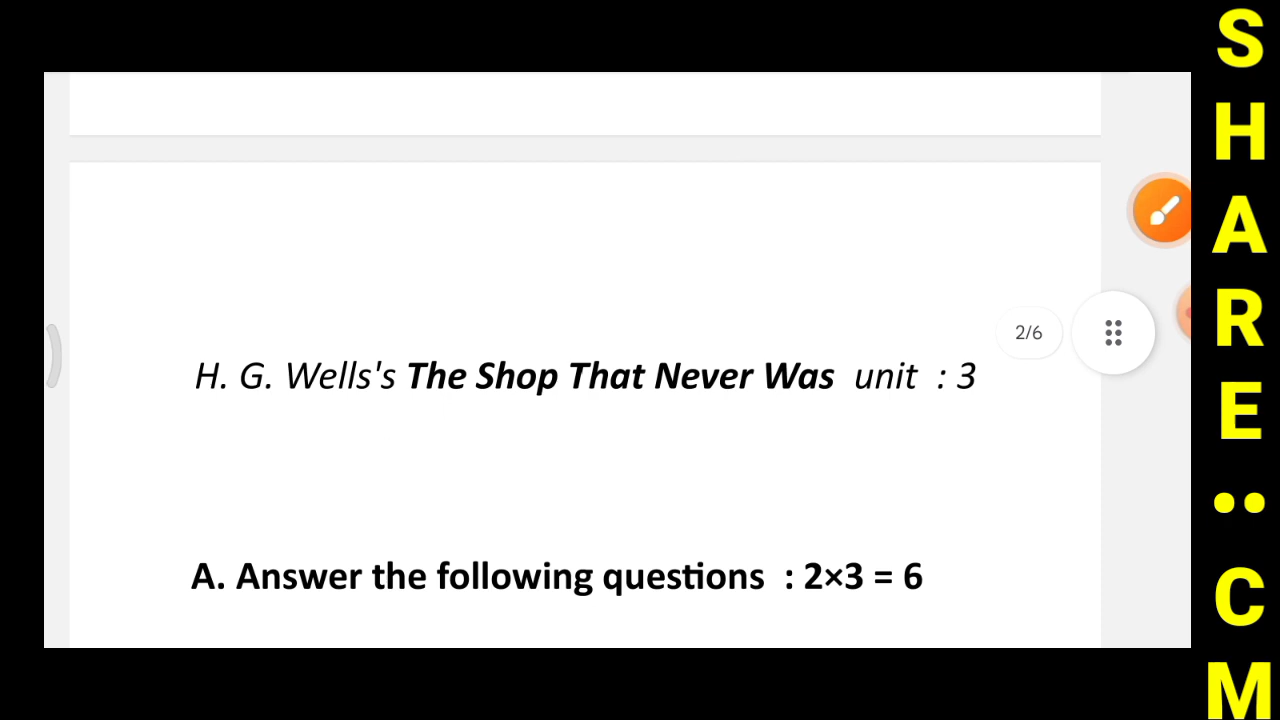 2/6
H. G. Wells's The Shop That Never Was unit : 3
A. Answer the following questions : 2×3 = 6
SHARE••CM